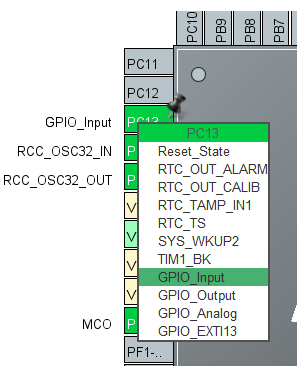 PC10
PB9
PB8
PB7
PC11
PC12
GPIO_Input
PC13
RCC_OSC32_IN
P
RCC_OSC32_OUT
P
V
V
V
V
MCO
P
PF1-..
PC13
Reset_State
RTC_OUT_ALARM
RTC_OUT_CALIB
RTC_TAMP_IN1
RTC_TS
SYS_WKUP2
TIM1_BK
GPIO_Input
GPIO_Output
GPIO_Analog
GPIO_EXTI13